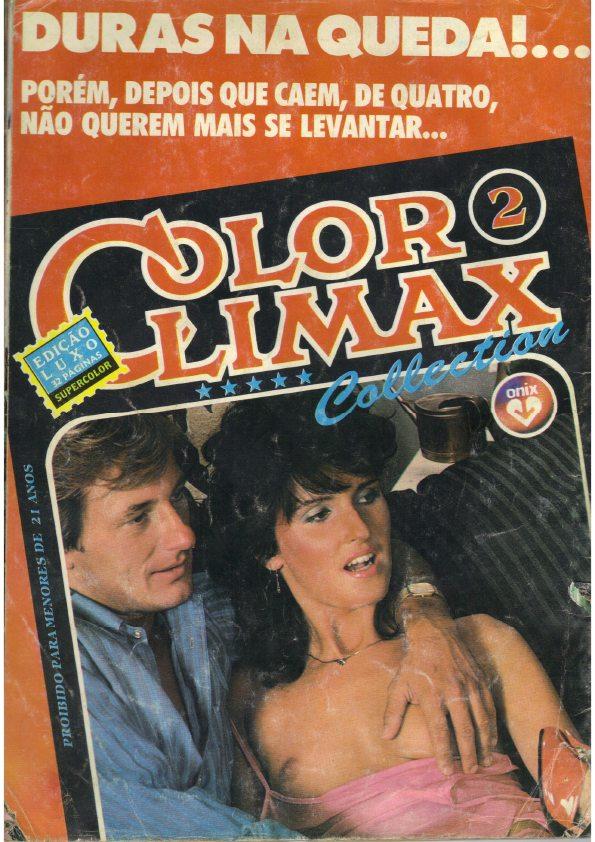 DURAS NA QUEDA!...
PORÉM, DEPOIS QUE CAEM, DE QUATRO,
NÃO QUEREM MAIS SE LEVANTAR...
COLOR 2
CLIMAX
Collection
EDIÇÃO
LUXO
32 PÁGINAS
SUPERCOLOR
onix
PROIBIDO PARA MENORES DE 21 ANOS